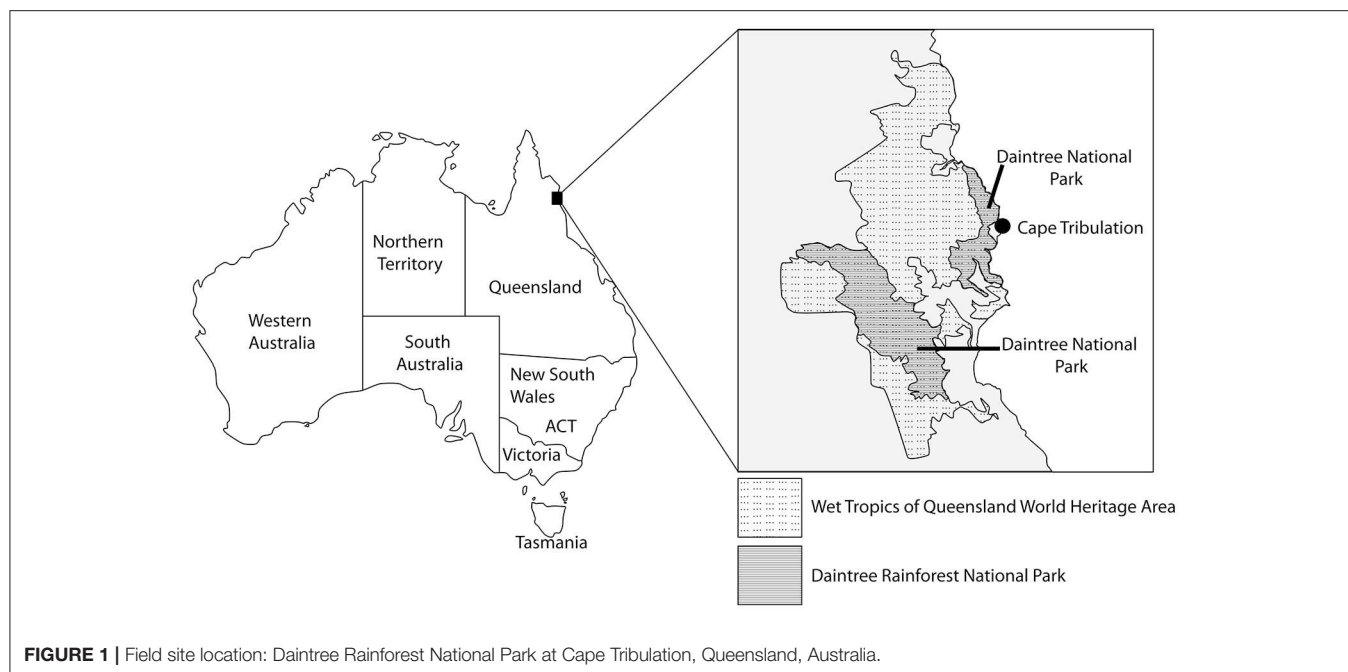 Northern
Territory
Queensland
Western
Australia
South
Australia
New South
Wales
ACT
Victoria
Tasmania
Daintree National
Park
Cape Tribulation
Daintree National
Park
Wet Tropics of Queensland World Heritage Area
Daintree Rainforest National Park
FIGURE 1 | Field site location: Daintree Rainforest National Park at Cape Tribulation, Queensland, Australia.